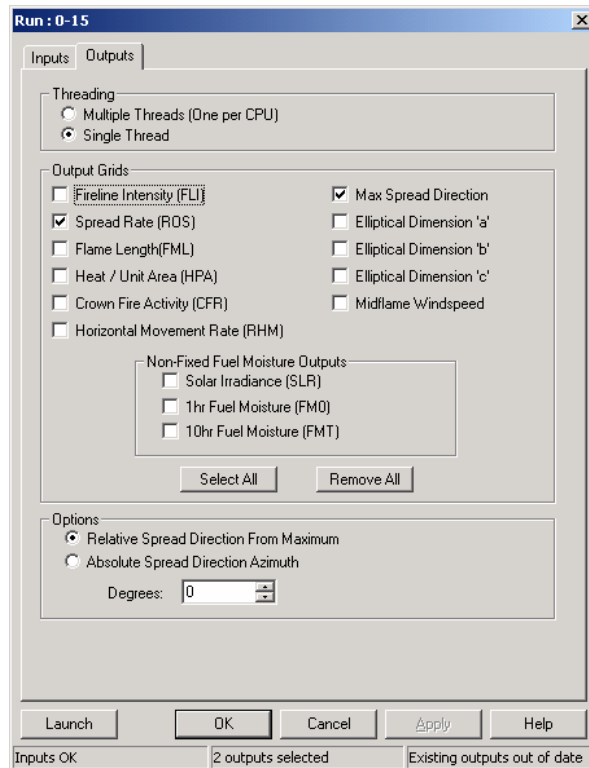 Run : 0-15
Inputs Outputs
Threading
Multiple Threads (One per CPU)
Single Thread
Output Grids
Fireline Intensity (FLI)
Spread Rate (ROS)
Flame Length(FML)
Heat / Unit Area (HPA)
Crown Fire Activity (CFR)
Horizontal Movement Rate (RHM)
Max Spread Direction
Elliptical Dimension 'a'
Elliptical Dimension 'b'
Elliptical Dimension 'c'
Midflame Windspeed
Non-Fixed Fuel Moisture Outputs
Solar Irradiance (SLR)
1hr Fuel Moisture (FM0)
10hr Fuel Moisture (FMT)
Select All Remove All
Options
Relative Spread Direction From Maximum
Absolute Spread Direction Azimuth
Degrees: 0
Launch OK Cancel Apply Help
Inputs OK 2 outputs selected Existing outputs out of date